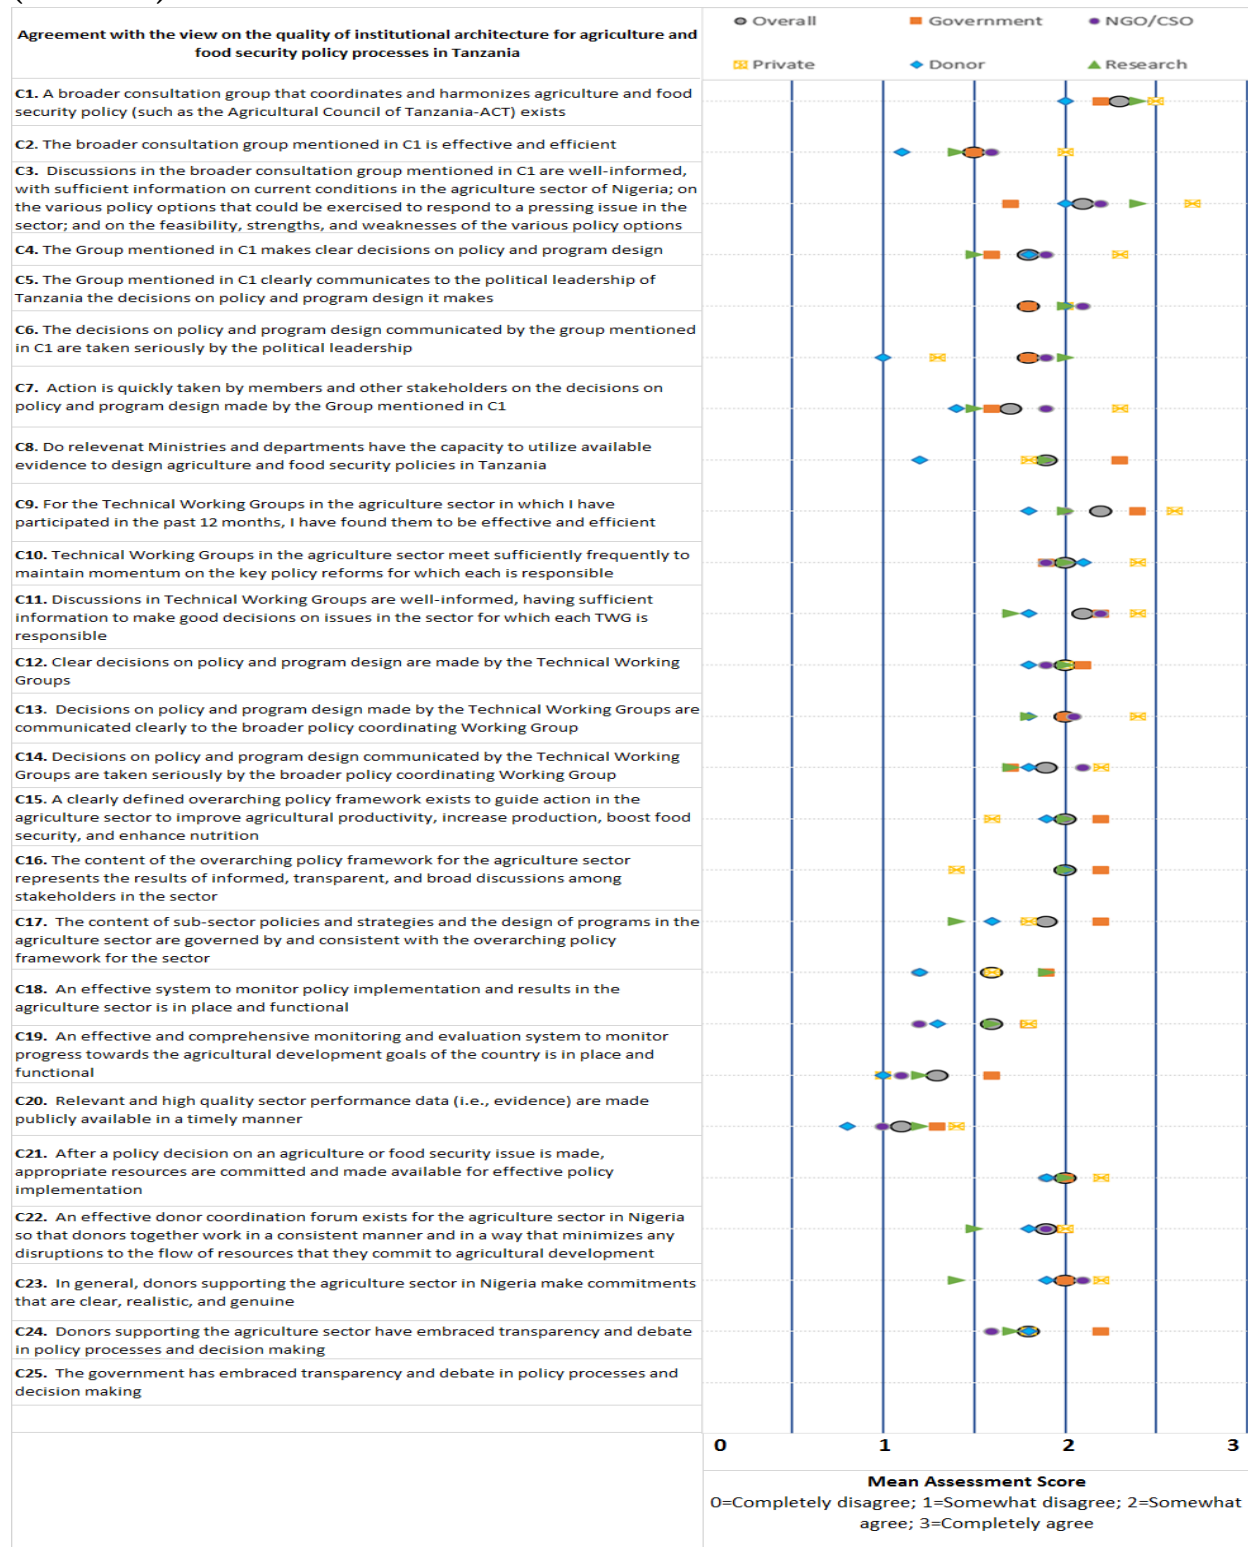 Agreement with the view on the quality of institutional architecture for agriculture and
food security policy processes in Tanzania
Overall
Government
NGO/CSO
Private
Donor
Research
C1. A broader consultation group that coordinates and harmonizes agriculture and food
security policy (such as the Agricultural Council of Tanzania-ACT) exists
C2. The broader consultation group mentioned in C1 is effective and efficient
C3. Discussions in the broader consultation group mentioned in C1 are well-informed,
with sufficient information on current conditions in the agriculture sector of Nigeria; on
the various policy options that could be exercised to respond to a pressing issue in the
sector; and on the feasibility, strengths, and weaknesses of the various policy options
C4. The Group mentioned in C1 makes clear decisions on policy and program design
C5. The Group mentioned in C1 clearly communicates to the political leadership of
Tanzania the decisions on policy and program design it makes
C6. The decisions on policy and program design communicated by the group mentioned
in C1 are taken seriously by the political leadership
C7. Action is quickly taken by members and other stakeholders on the decisions on
policy and program design made by the Group mentioned in C1
C8. Do relevenat Ministries and departments have the capacity to utilize available
evidence to design agriculture and food security policies in Tanzania
C9. For the Technical Working Groups in the agriculture sector in which I have
participated in the past 12 months, I have found them to be effective and efficient
C10. Technical Working Groups in the agriculture sector meet sufficiently frequently to
maintain momentum on the key policy reforms for which each is responsible
C11. Discussions in Technical Working Groups are well-informed, having sufficient
information to make good decisions on issues in the sector for which each TWG is
responsible
C12. Clear decisions on policy and program design are made by the Technical Working
Groups
C13. Decisions on policy and program design made by the Technical Working Groups are
communicated clearly to the broader policy coordinating Working Group
C14. Decisions on policy and program design communicated by the Technical Working
Groups are taken seriously by the broader policy coordinating Working Group
C15. A clearly defined overarching policy framework exists to guide action in the
agriculture sector to improve agricultural productivity, increase production, boost food
security, and enhance nutrition
C16. The content of the overarching policy framework for the agriculture sector
represents the results of informed, transparent, and broad discussions among
stakeholders in the sector
C17. The content of sub-sector policies and strategies and the design of programs in the
agriculture sector are governed by and consistent with the overarching policy
framework for the sector
C18. An effective system to monitor policy implementation and results in the
agriculture sector is in place and functional
C19. An effective and comprehensive monitoring and evaluation system to monitor
progress towards the agricultural development goals of the country is in place and
functional
C20. Relevant and high quality sector performance data (i.e., evidence) are made
publicly available in a timely manner
C21. After a policy decision on an agriculture or food security issue is made,
appropriate resources are committed and made available for effective policy
implementation
C22. An effective donor coordination forum exists for the agriculture sector in Nigeria
so that donors together work in a consistent manner and in a way that minimizes any
disruptions to the flow of resources that they commit to agricultural development
C23. In general, donors supporting the agriculture sector in Nigeria make commitments
that are clear, realistic, and genuine
C24. Donors supporting the agriculture sector have embraced transparency and debate
in policy processes and decision making
C25. The government has embraced transparency and debate in policy processes and
decision making
0 1 2 3
Mean Assessment Score
0=Completely disagree; 1=Somewhat disagree; 2=Somewhat
agree; 3=Completely agree